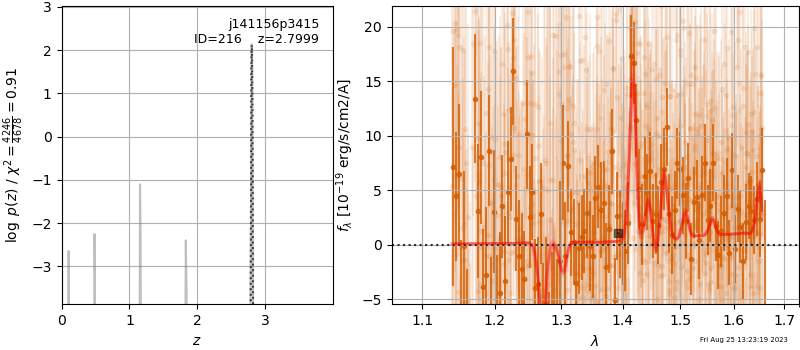 j141156p3415
ID=216 z=2.7999
log p(z) / χ² = 4246/4678 = 0.91
3
2
1
0
−1
−2
−3
0 1 2 3
z
f_λ [10⁻¹⁹ erg/s/cm2/A]
20
15
10
5
0
−5
1.1 1.2 1.3 1.4 1.5 1.6 1.7
λ
Fri Aug 25 13:23:19 2023